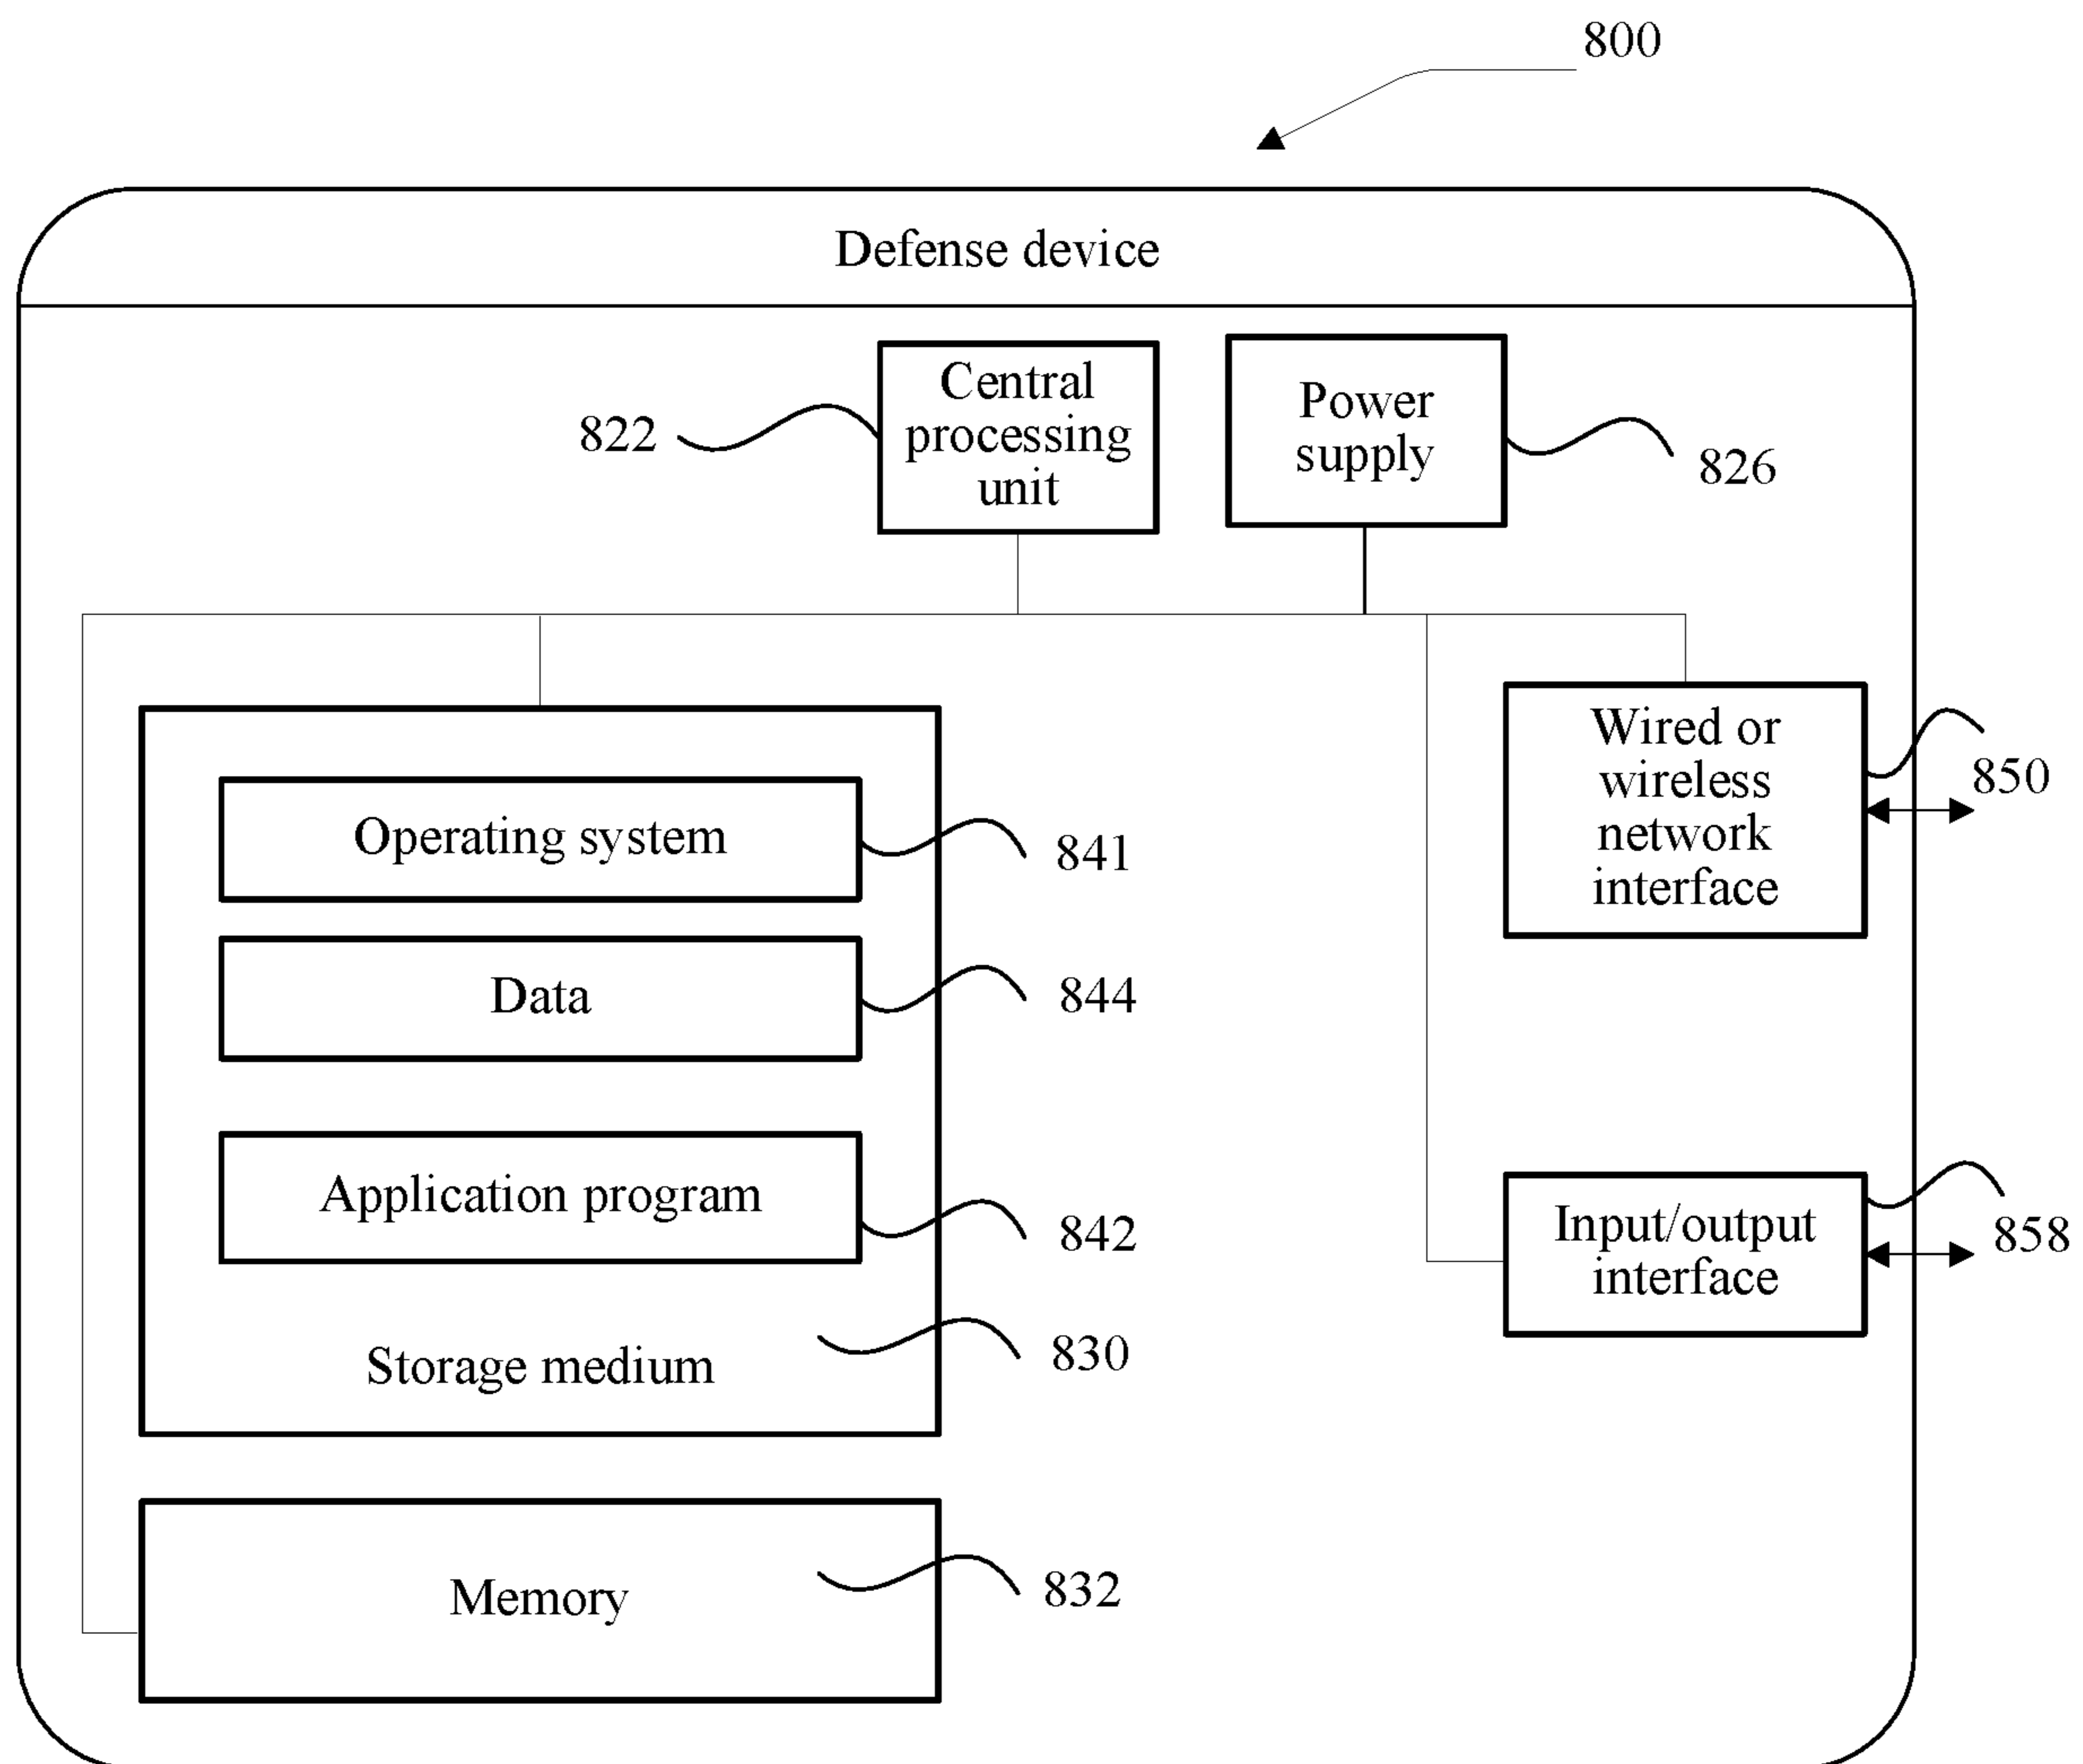 800
Defense device
Central
processing
unit
822
Power
supply
826
Wired or
wireless
network
interface
850
Operating system
841
Data
844
Application program
842
Storage medium
830
Input/output
interface
858
Memory
832